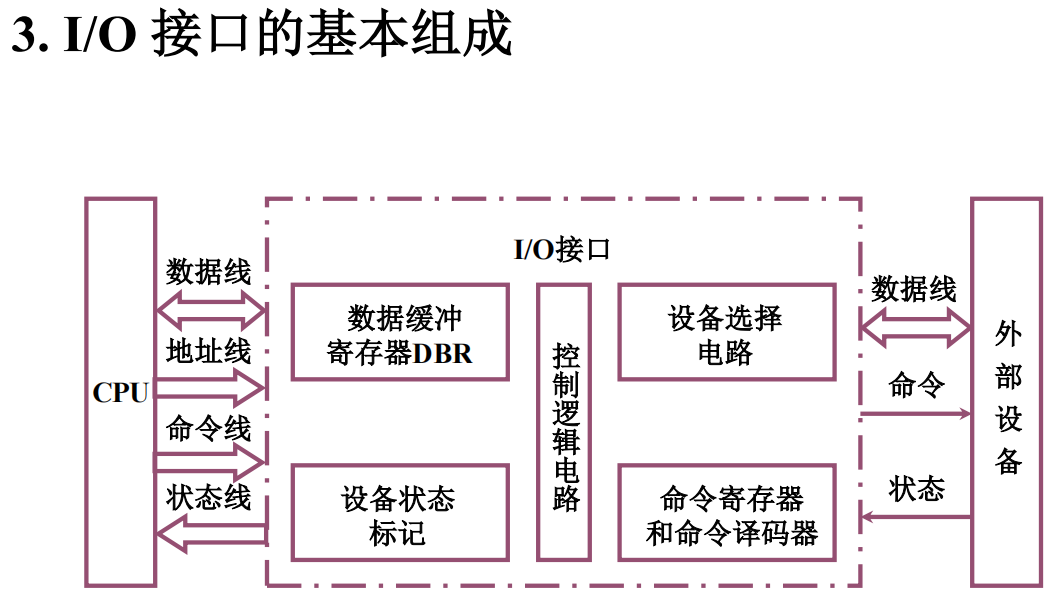 3. I/O 接口的基本组成
I/O接口
数据线
地址线
CPU
命令线
状态线
数据缓冲
寄存器DBR
设备状态
标记
控制逻辑电路
设备选择
电路
命令寄存器
和命令译码器
数据线
命令
状态
外部设备